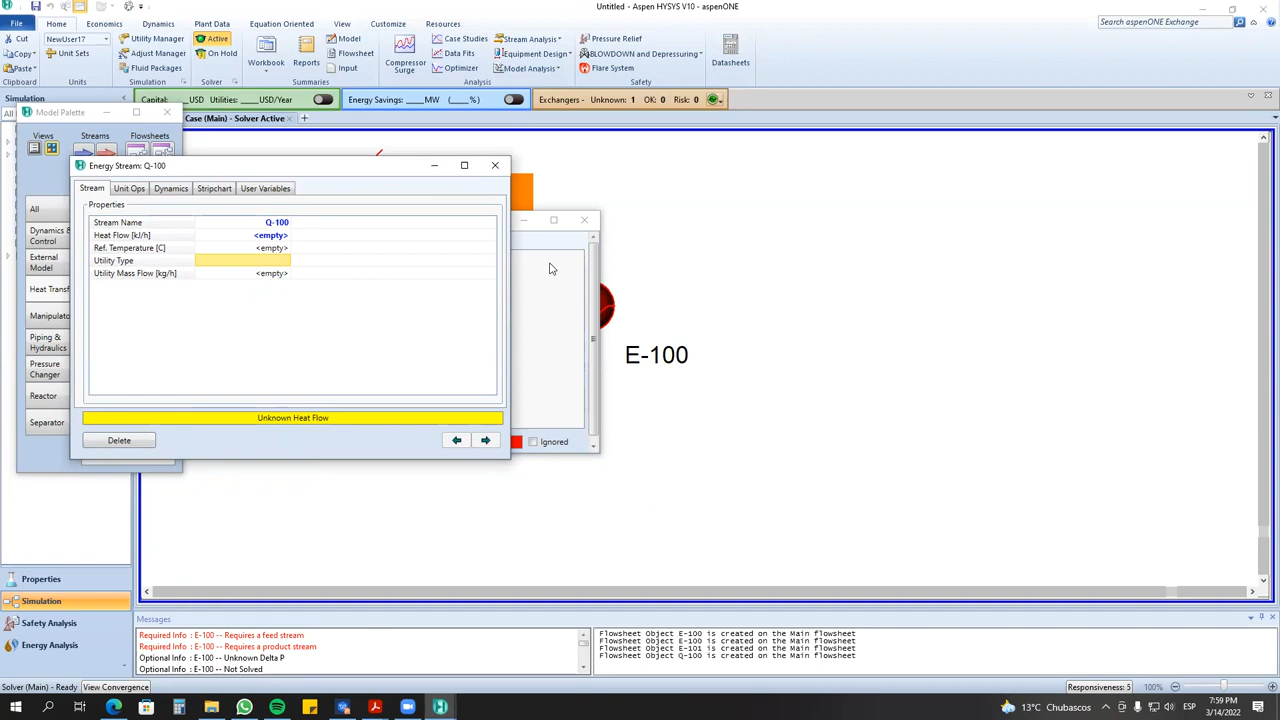 Untitled - Aspen HYSYS V10 - aspenONE
File
Home
Economics
Dynamics
Plant Data
Equation Oriented
View
Customize
Resources
Search aspenONE Exchange
Cut
Copy
Paste
Clipboard
NewUser17
Unit Sets
Units
Utility Manager
Adjust Manager
Fluid Packages
Simulation
Active
On Hold
Solver
Workbook
Reports
Model
Flowsheet
Input
Summaries
Compressor
Surge
Case Studies
Data Fits
Optimizer
Stream Analysis
Equipment Design
Model Analysis
Analysis
Pressure Relief
BLOWDOWN and Depressuring
Flare System
Safety
Datasheets
Simulation
All
Capital: ____USD Utilities: ____USD/Year
Energy Savings: ____MW (____%)
Exchangers - Unknown: 1 OK: 0 Risk: 0
Case (Main) - Solver Active
+
Model Palette
Views
Streams
Flowsheets
All
Dynamics &
Control
External
Model
Heat Transf
Manipulato
Piping &
Hydraulics
Pressure
Changer
Reactor
Separator
Energy Stream: Q-100
Stream
Unit Ops
Dynamics
Stripchart
User Variables
Properties
Stream Name Q-100
Heat Flow [kJ/h] <empty>
Ref. Temperature [C] <empty>
Utility Type
Utility Mass Flow [kg/h] <empty>
Unknown Heat Flow
Delete
Ignored
E-100
Properties
Simulation
Safety Analysis
Energy Analysis
Messages
Required Info : E-100 -- Requires a feed stream
Required Info : E-100 -- Requires a product stream
Optional Info : E-100 -- Unknown Delta P
Optional Info : E-100 -- Not Solved
Flowsheet Object E-100 is created on the Main flowsheet
Flowsheet Object E-100 is created on the Main flowsheet
Flowsheet Object E-101 is created on the Main flowsheet
Flowsheet Object Q-100 is created on the Main flowsheet
Solver (Main) - Ready
View Convergence
Responsiveness: 5
100%
13°C Chubascos
ESP
7:59 PM
3/14/2022